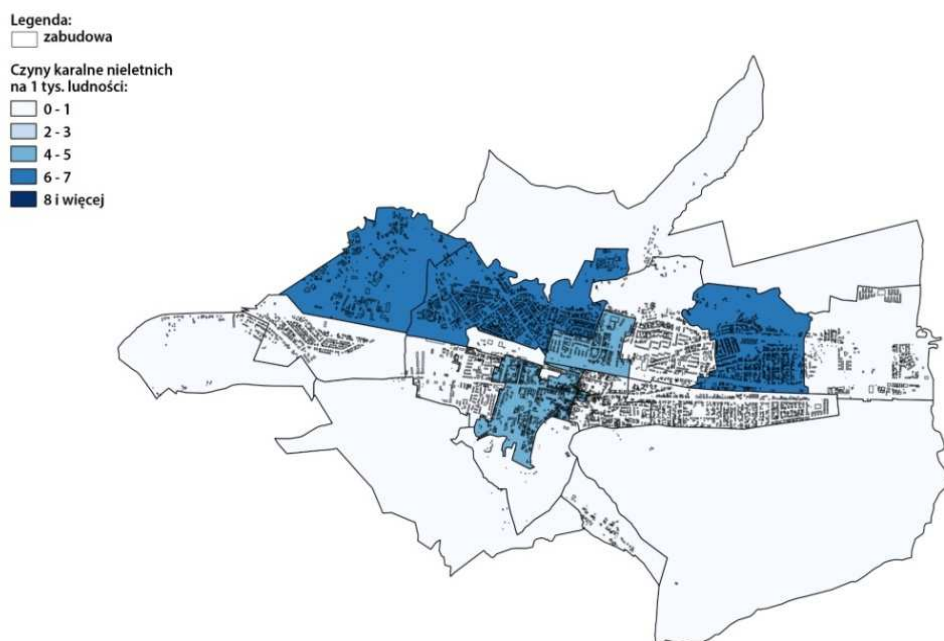 Legenda:
zabudowa
Czyny karalne nieletnich
na 1 tys. ludności:
0 - 1
2 - 3
4 - 5
6 - 7
8 i więcej